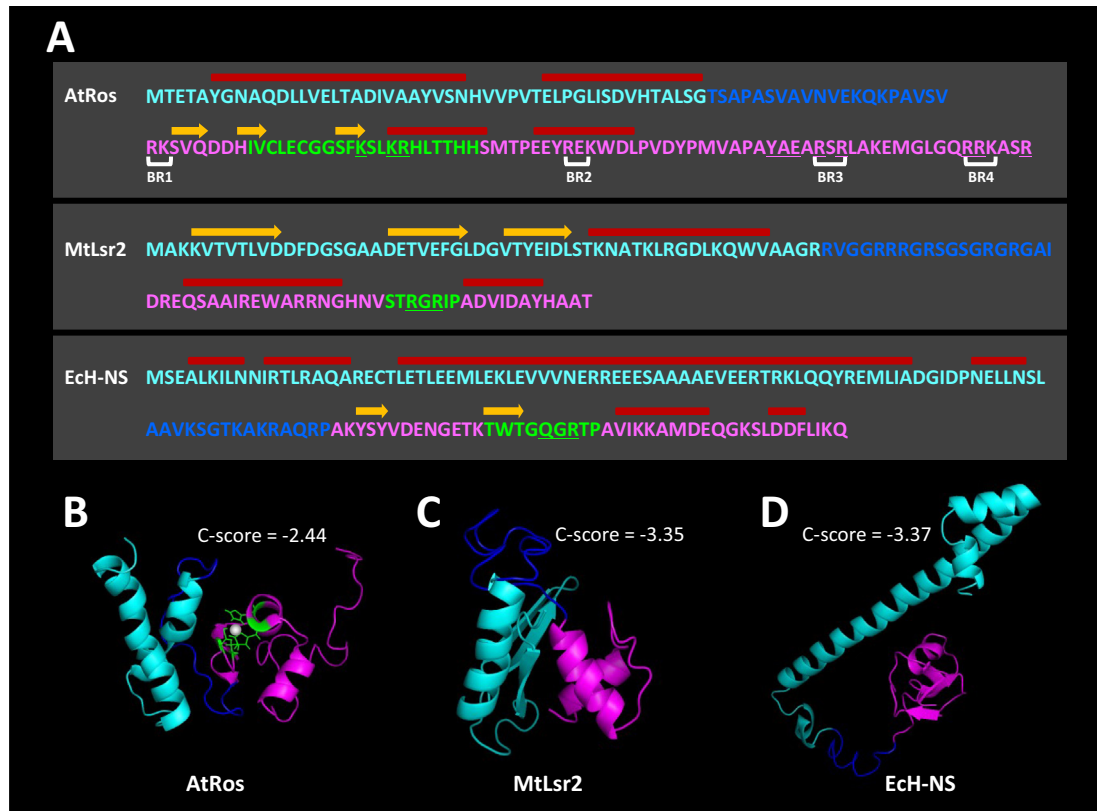 A
AtRos
MTETAYGNAQDLLVELTADIVAAYVSNHVVPVTELPGLISDVHTALSGTSAPASVAVNVEKQKPAVSV
RKSVQDDHIVCLECGGSFKSLKRHLTTHHSMTPEEYREKWDLPVDYPMVAPAYAEARSRLAKEMGLGQRRKASR
BR1 BR2 BR3 BR4
MtLsr2
MAKKVTVTLVDDFDGSGAADETVEFGLDGVTYEIDLSTKNATKLRGDLKQWVAAGRRVGGRRRGRSGSGRGRGAI
DREQSAAIREWARRNGHNVSTRGRIPADVIDAYHAAT
EcH-NS
MSEALKILNNIRTLRAQARECTLETLEEMLEKLEVVVNERREEESAAAAEVEERTRKLQQYREMLIADGIDPNELLNSL
AAVKSGTKAKRAQRPAKYSYVDENGETKTWTGQGRTPAVIKKAMDEQGKSLDDFLIKQ
B
C-score = -2.44
AtRos
C
C-score = -3.35
MtLsr2
D
C-score = -3.37
EcH-NS